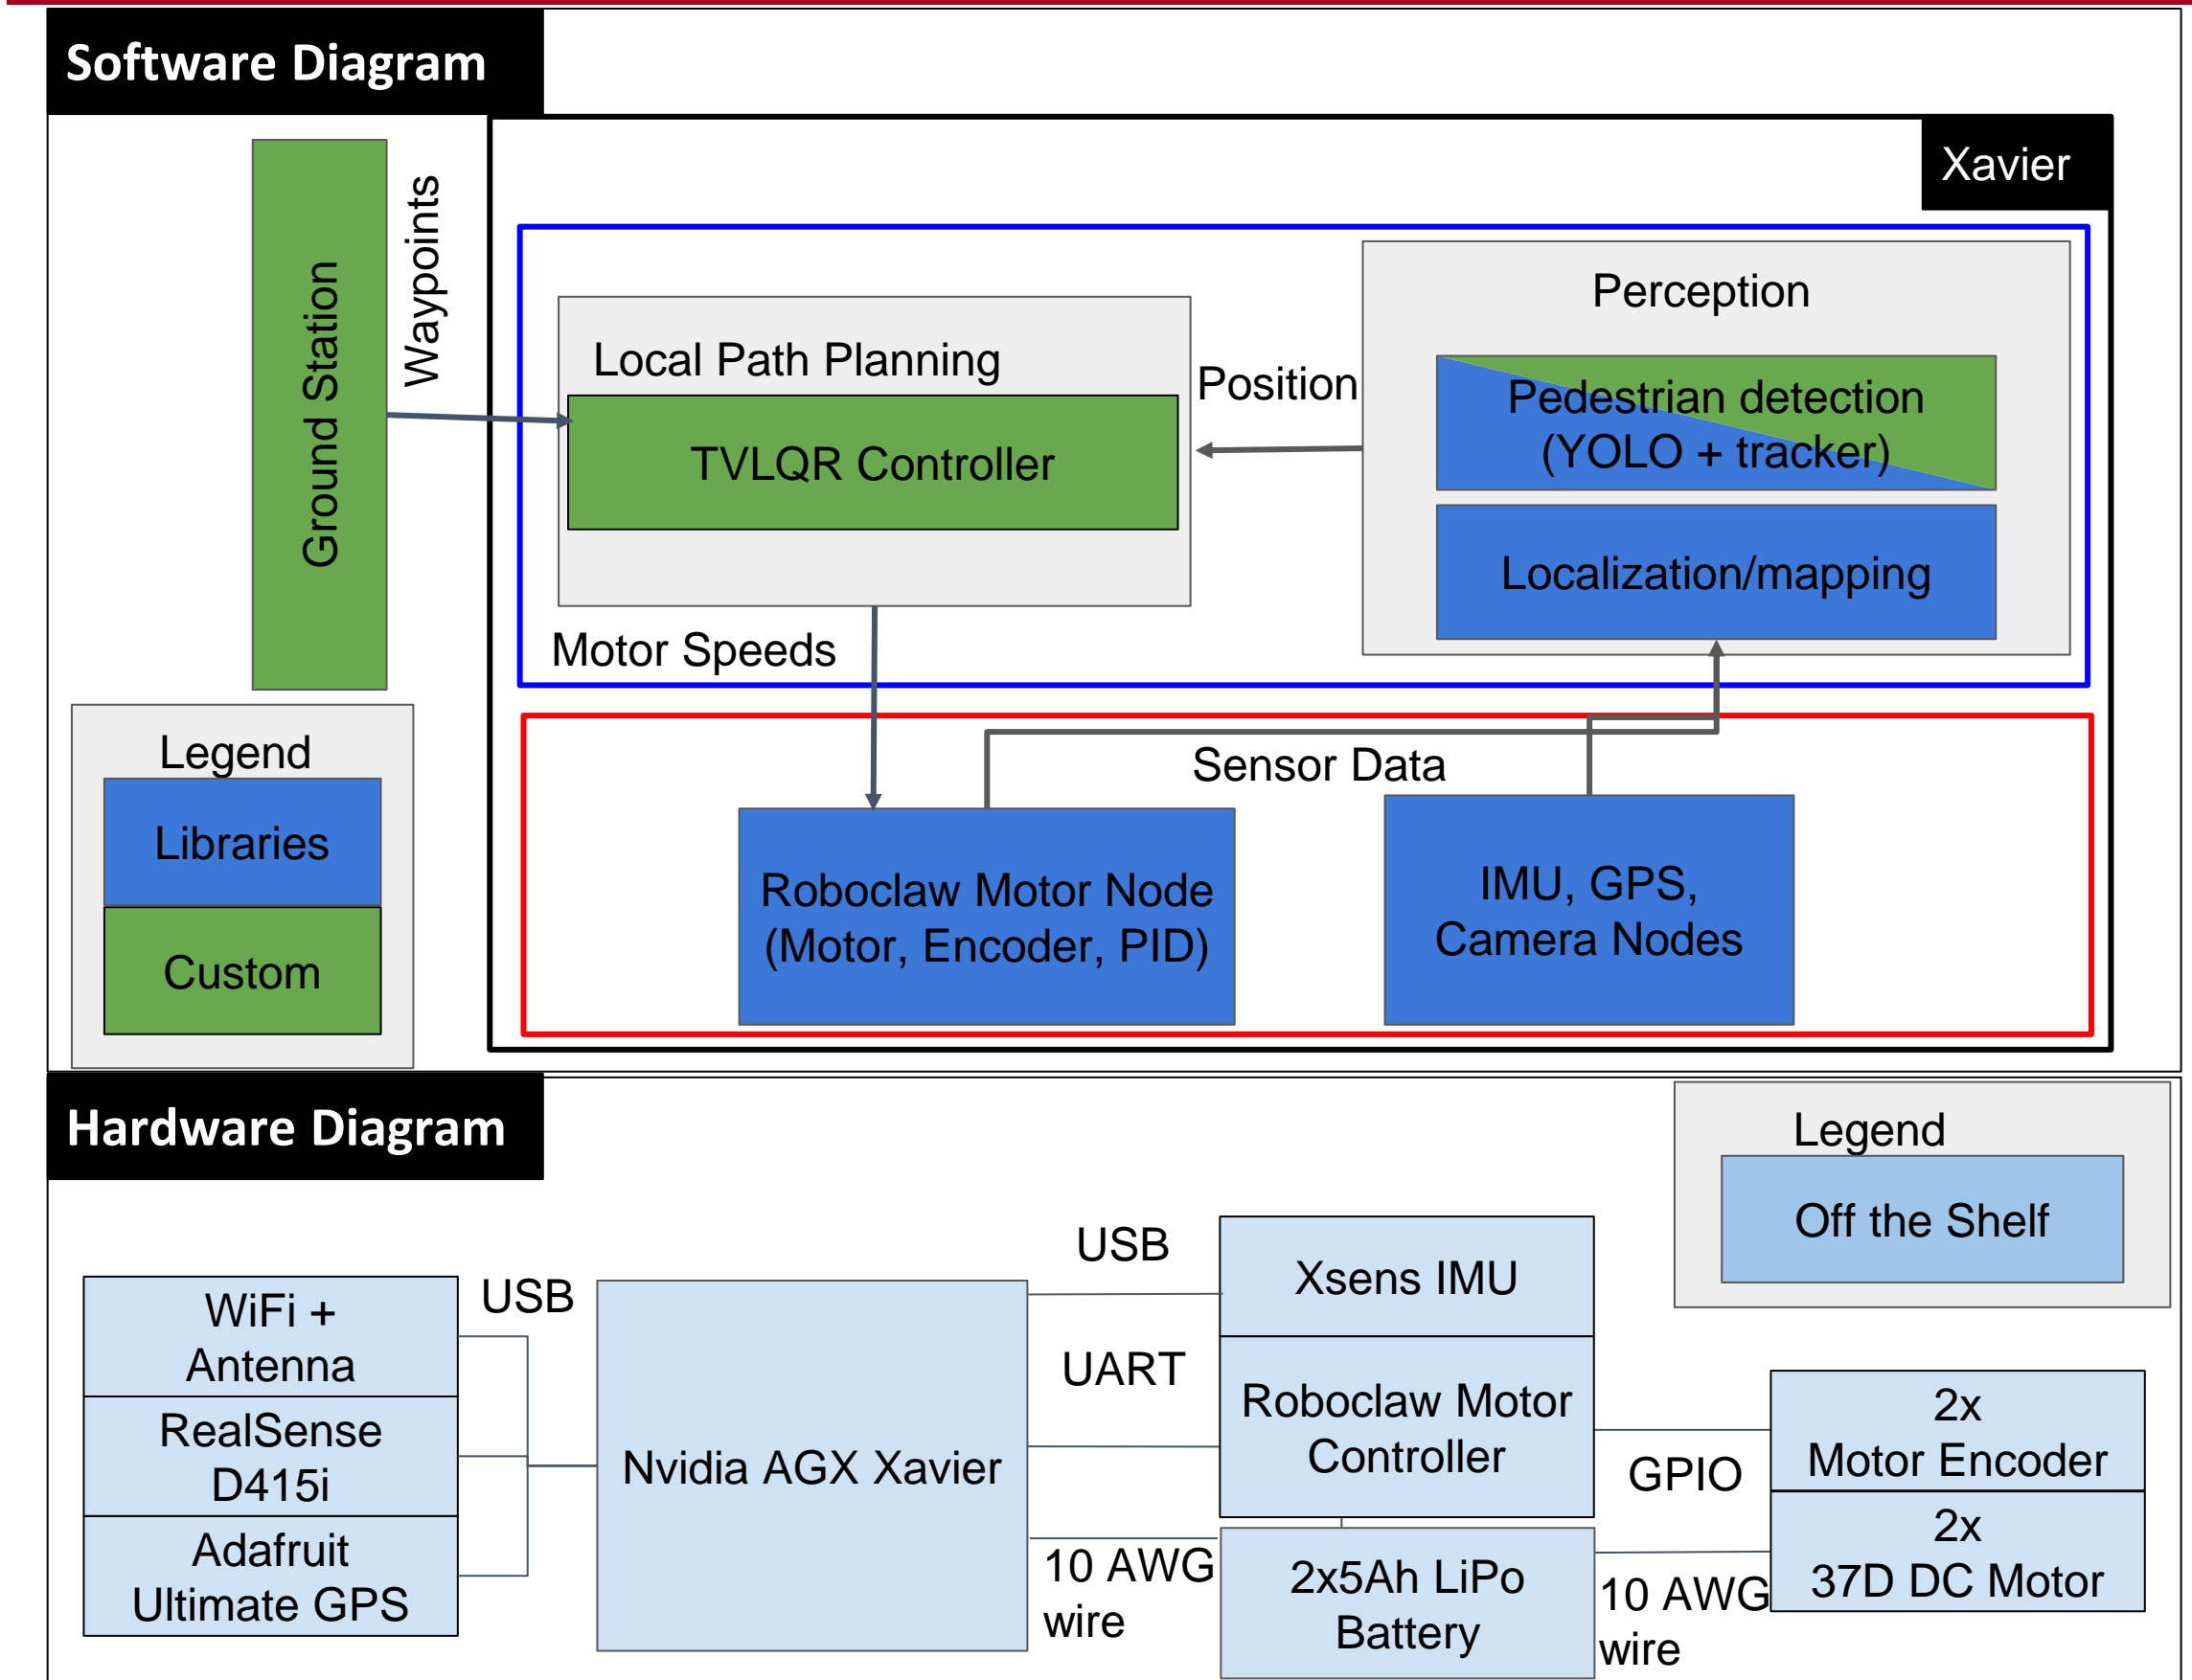 Software Diagram
Xavier
Ground Station
Waypoints
Local Path Planning
TVLQR Controller
Position
Perception
Pedestrian detection
(YOLO + tracker)
Localization/mapping
Motor Speeds
Sensor Data
Roboclaw Motor Node
(Motor, Encoder, PID)
IMU, GPS,
Camera Nodes
Legend
Libraries
Custom
Hardware Diagram
Legend
Off the Shelf
WiFi +
Antenna
RealSense
D415i
Adafruit
Ultimate GPS
USB
Nvidia AGX Xavier
USB
UART
10 AWG
wire
Xsens IMU
Roboclaw Motor
Controller
2x5Ah LiPo
Battery
GPIO
10 AWG
wire
2x
Motor Encoder
2x
37D DC Motor